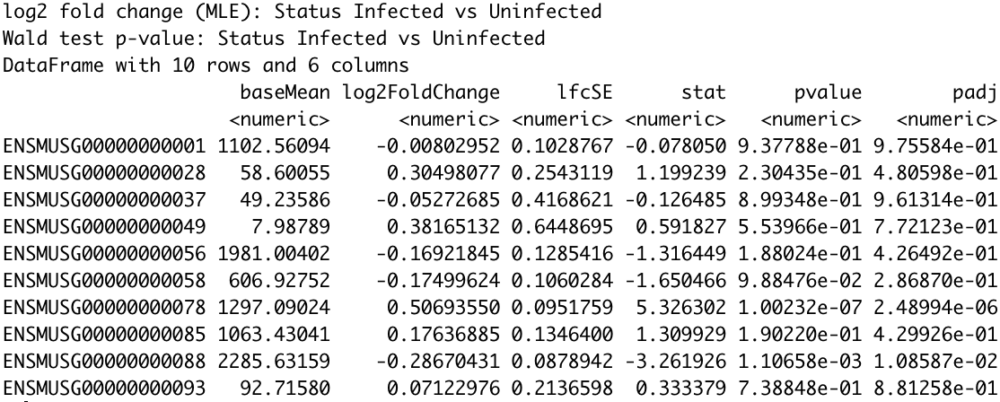 log2 fold change (MLE): Status Infected vs Uninfected
Wald test p-value: Status Infected vs Uninfected
DataFrame with 10 rows and 6 columns
baseMean log2FoldChange lfcSE stat pvalue padj
<numeric> <numeric> <numeric> <numeric> <numeric> <numeric>
ENSMUSG00000000001 1102.56094 -0.00802952 0.1028767 -0.078050 9.37788e-01 9.75584e-01
ENSMUSG00000000028 58.60055 0.30498077 0.2543119 1.199239 2.30435e-01 4.80598e-01
ENSMUSG00000000037 49.23586 -0.05272685 0.4168621 -0.126485 8.99348e-01 9.61314e-01
ENSMUSG00000000049 7.98789 0.38165132 0.6448695 0.591827 5.53966e-01 7.72123e-01
ENSMUSG00000000056 1981.00402 -0.16921845 0.1285416 -1.316449 1.88024e-01 4.26492e-01
ENSMUSG00000000058 606.92752 -0.17499624 0.1060284 -1.650466 9.88476e-02 2.86870e-01
ENSMUSG00000000078 1297.09024 0.50693550 0.0951759 5.326302 1.00232e-07 2.48994e-06
ENSMUSG00000000085 1063.43041 0.17636885 0.1346400 1.309929 1.90220e-01 4.29926e-01
ENSMUSG00000000088 2285.63159 -0.28670431 0.0878942 -3.261926 1.10658e-03 1.08587e-02
ENSMUSG00000000093 92.71580 0.07122976 0.2136598 0.333379 7.38848e-01 8.81258e-01